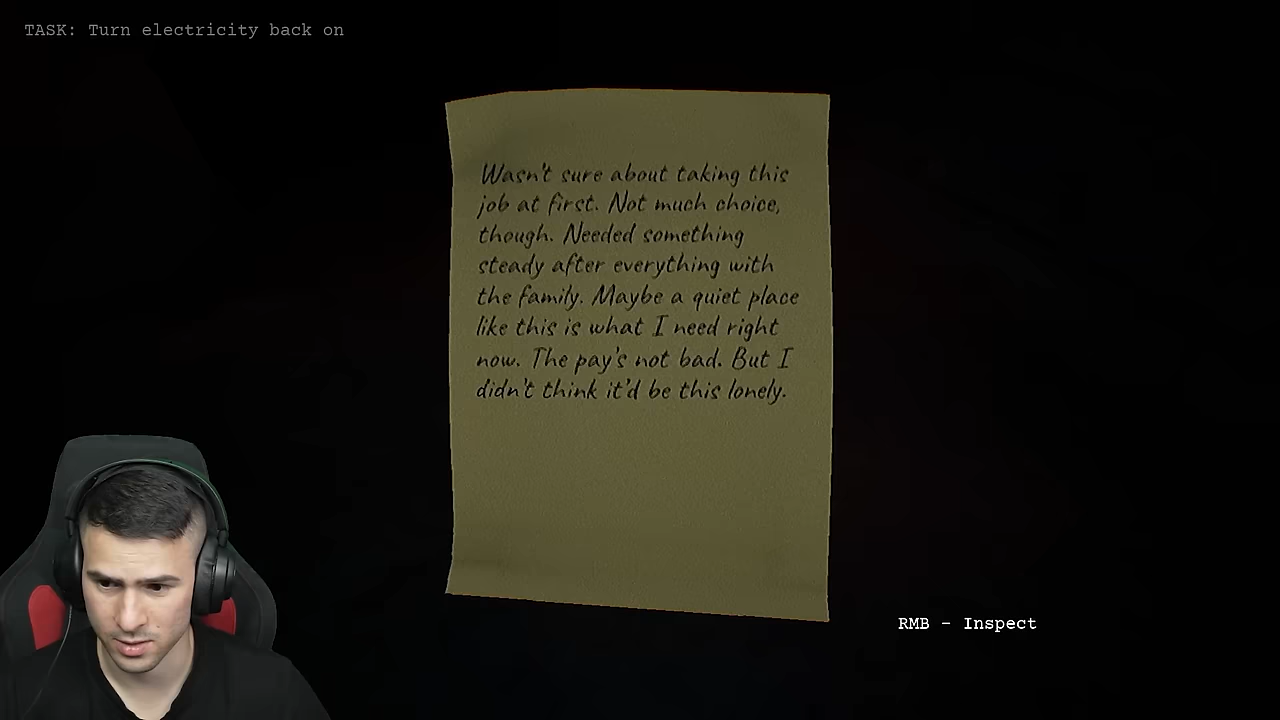 TASK: Turn electricity back on
Wasn't sure about taking this
job at first. Not much choice,
though. Needed something
steady after everything with
the family. Maybe a quiet place
like this is what I need right
now. The pay's not bad. But I
didn't think it'd be this lonely.
RMB - Inspect